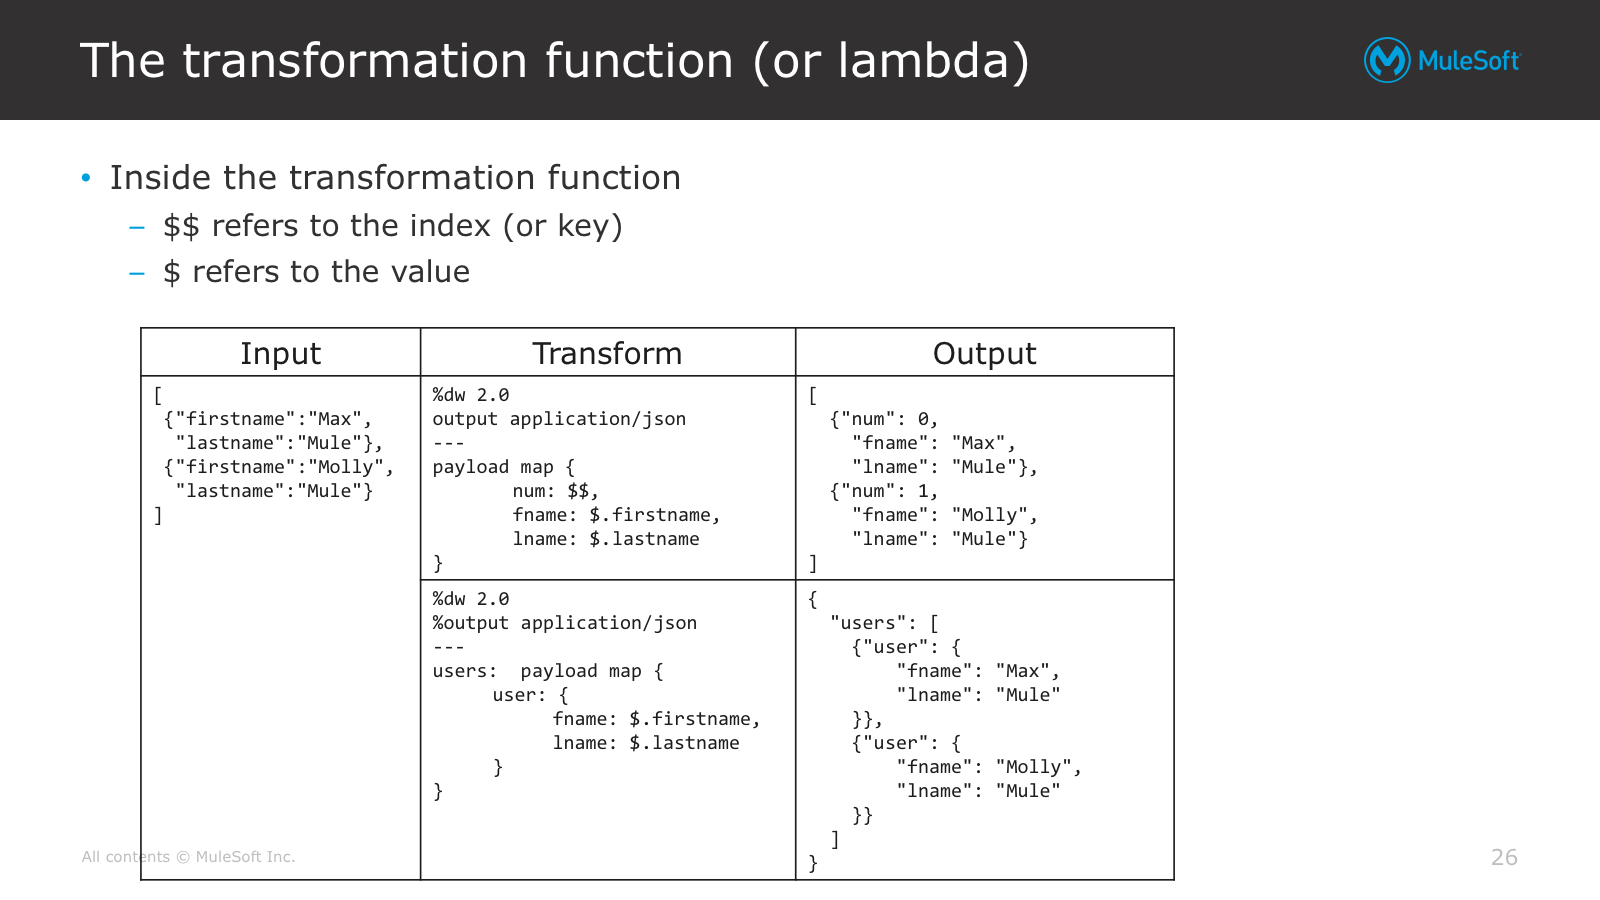 The transformation function (or lambda)
MuleSoft
• Inside the transformation function
– $$ refers to the index (or key)
– $ refers to the value
Input
[
 {"firstname":"Max",
  "lastname":"Mule"},
 {"firstname":"Molly",
  "lastname":"Mule"}
]
Transform
%dw 2.0
output application/json
---
payload map {
       num: $$,
       fname: $.firstname,
       lname: $.lastname
}
Output
[
  {"num": 0,
    "fname": "Max",
    "lname": "Mule"},
  {"num": 1,
    "fname": "Molly",
    "lname": "Mule"}
]
%dw 2.0
%output application/json
---
users:  payload map {
     user: {
          fname: $.firstname,
          lname: $.lastname
     }
}
{
  "users": [
    {"user": {
        "fname": "Max",
        "lname": "Mule"
    }},
    {"user": {
        "fname": "Molly",
        "lname": "Mule"
    }}
  ]
}
All contents © MuleSoft Inc.
26